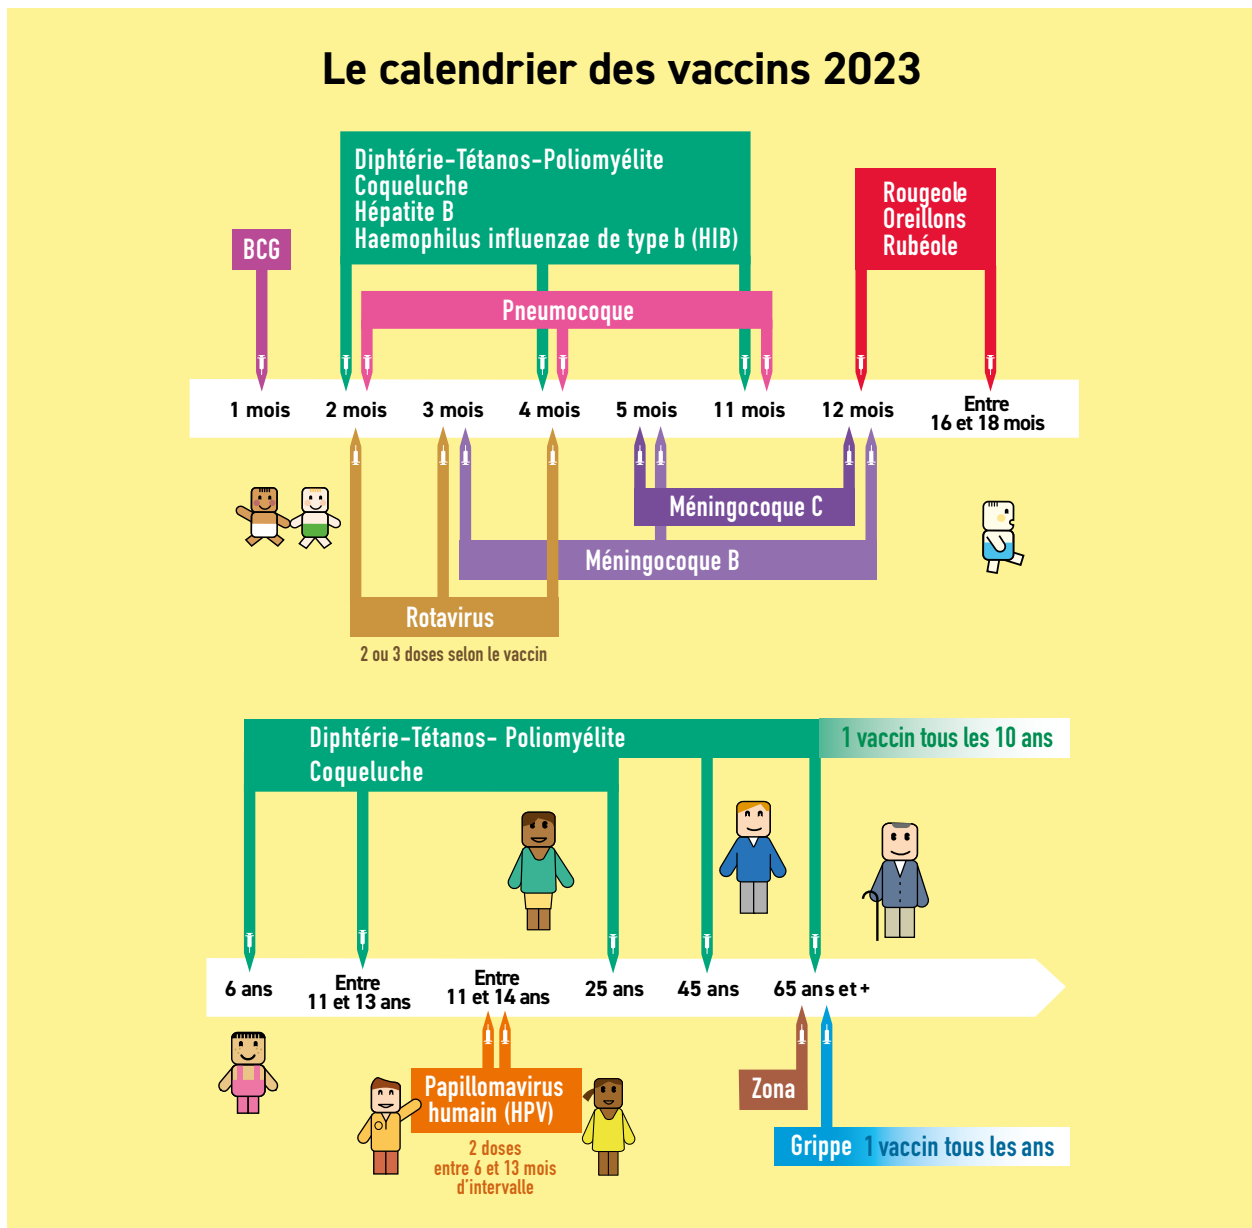 Le calendrier des vaccins 2023
Diphtérie-Tétanos-Poliomyélite
Coqueluche
Hépatite B
Haemophilus influenzae de type b (HIB)
Rougeole
Oreillons
Rubéole
BCG
Pneumocoque
1 mois
2 mois
3 mois
4 mois
5 mois
11 mois
12 mois
Entre
16 et 18 mois
Méningocoque C
Méningocoque B
Rotavirus
2 ou 3 doses selon le vaccin
Diphtérie-Tétanos- Poliomyélite
Coqueluche
1 vaccin tous les 10 ans
6 ans
Entre
11 et 13 ans
Entre
11 et 14 ans
25 ans
45 ans
65 ans et +
Papillomavirus
humain (HPV)
2 doses
entre 6 et 13 mois
d'intervalle
Zona
Grippe 1 vaccin tous les ans